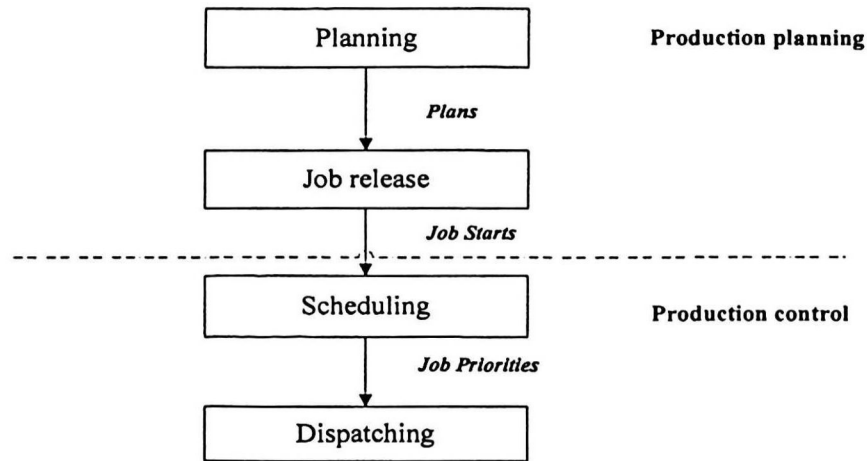 Planning
Production planning
Plans
Job release
Job Starts
Scheduling
Production control
Job Priorities
Dispatching